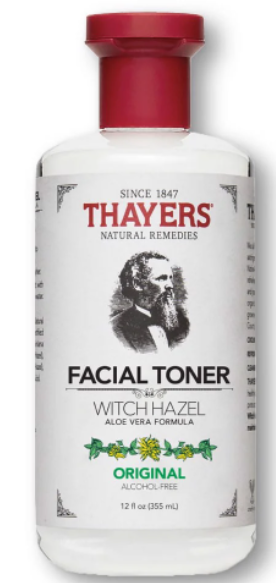 SINCE 1847
THAYERS
NATURAL REMEDIES
FACIAL TONER
WITCH HAZEL
ALOE VERA FORMULA
ORIGINAL
ALCOHOL-FREE
12 fl oz (355 mL)